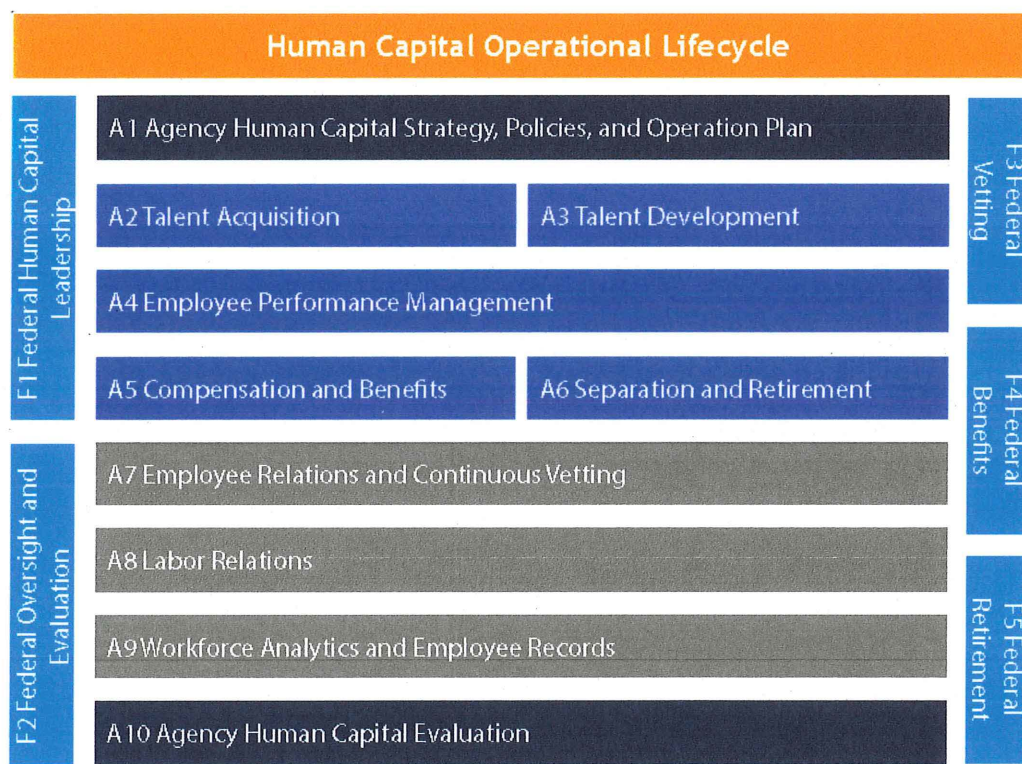 Human Capital Operational Lifecycle
F1 Federal Human Capital
Leadership
F2 Federal Oversight and
Evaluation
A1 Agency Human Capital Strategy, Policies, and Operation Plan
A2 Talent Acquisition
A3 Talent Development
A4 Employee Performance Management
A5 Compensation and Benefits
A6 Separation and Retirement
A7 Employee Relations and Continuous Vetting
A8 Labor Relations
A9 Workforce Analytics and Employee Records
A10 Agency Human Capital Evaluation
F3 Federal
Vetting
F4 Federal
Benefits
F5 Federal
Retirement